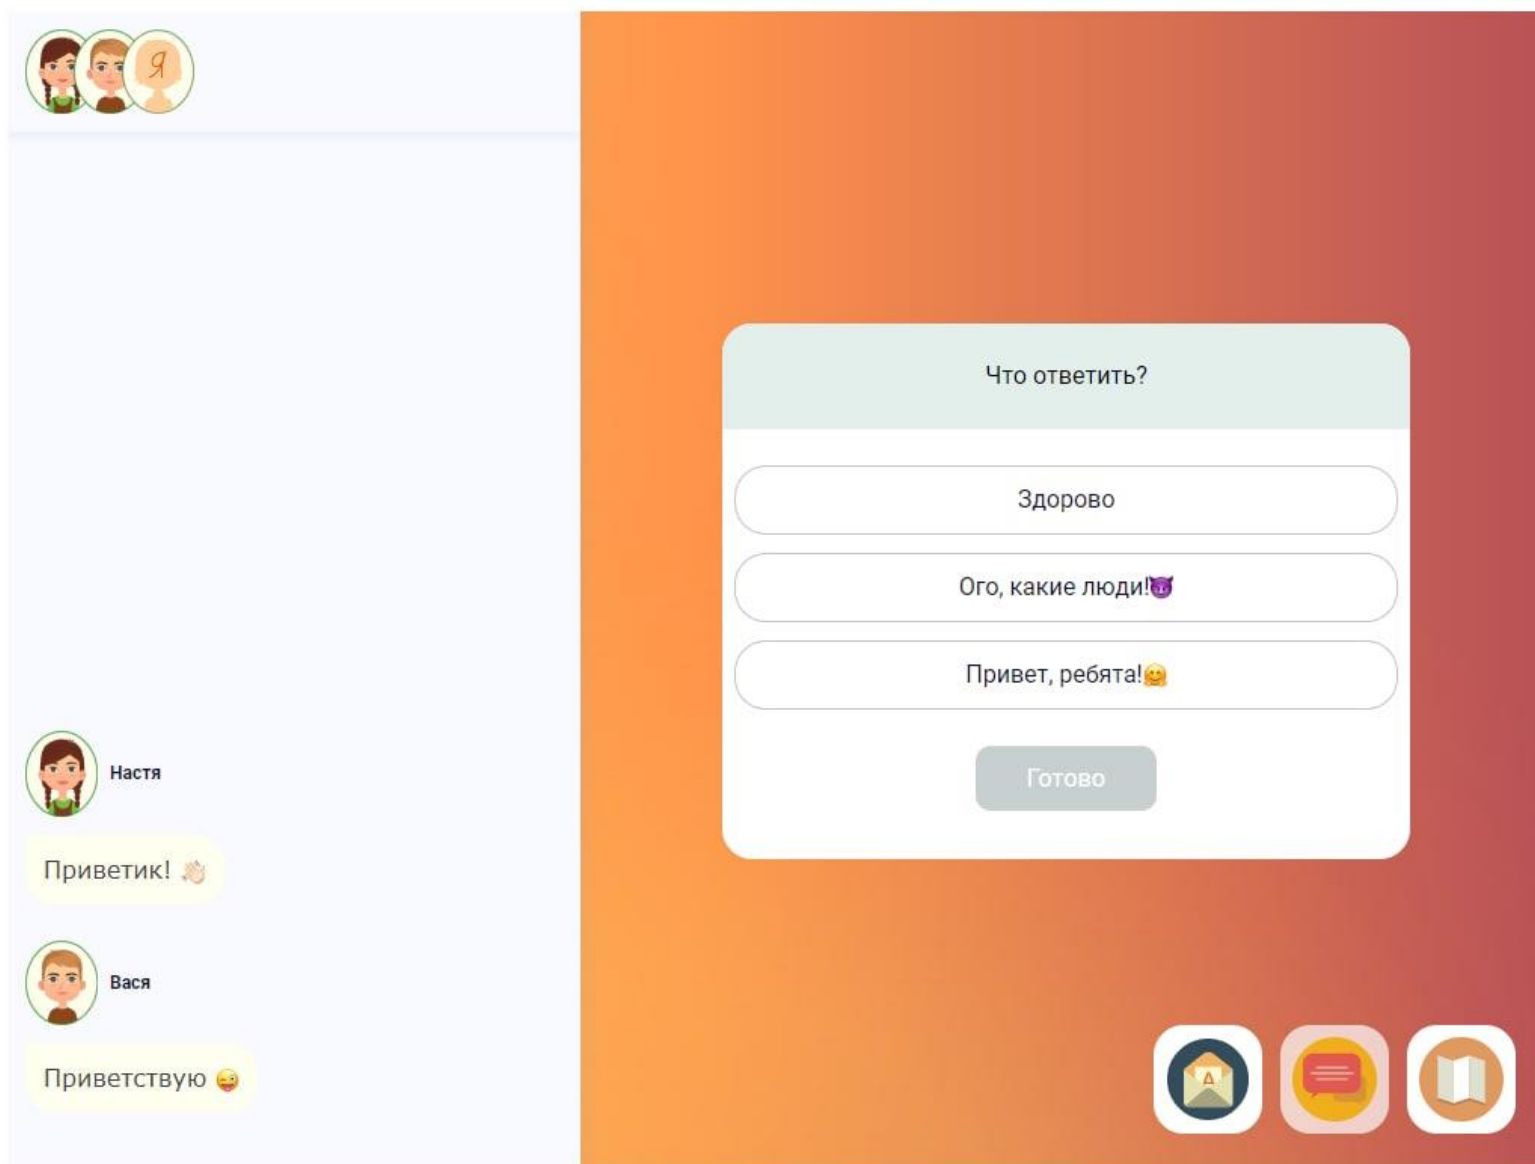 Я
Настя
Приветик! 👋🏻
Вася
Приветствую 😜
Что ответить?
Здорово
Ого, какие люди!😈
Привет, ребята!🤗
Готово
А